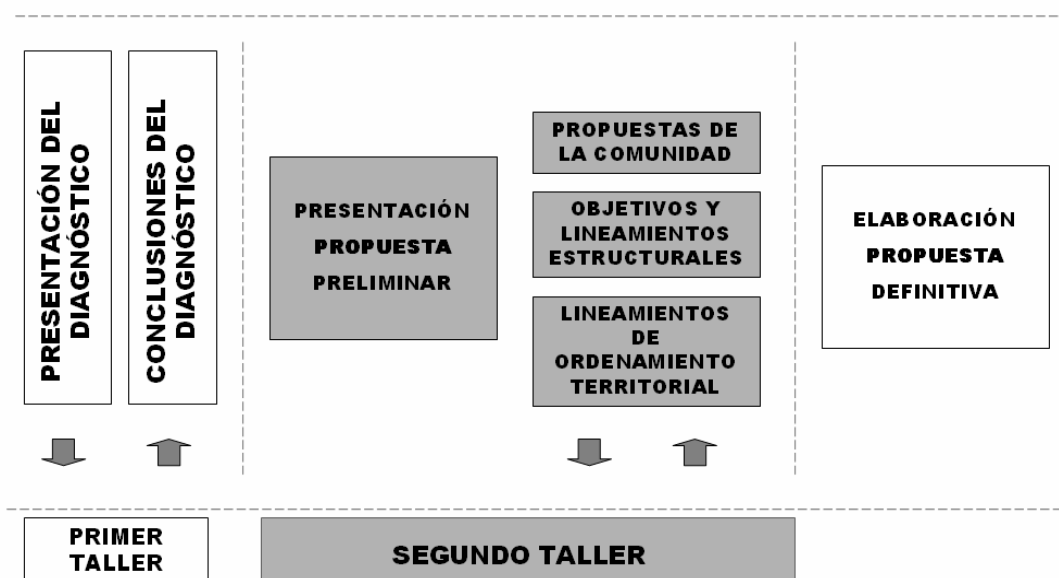 PRESENTACIÓN DEL
DIAGNÓSTICO
CONCLUSIONES DEL
DIAGNÓSTICO
PRESENTACIÓN
PROPUESTA
PRELIMINAR
PROPUESTAS DE
LA COMUNIDAD
OBJETIVOS Y
LINEAMIENTOS
ESTRUCTURALES
LINEAMIENTOS
DE
ORDENAMIENTO
TERRITORIAL
ELABORACIÓN
PROPUESTA
DEFINITIVA
PRIMER
TALLER
SEGUNDO TALLER